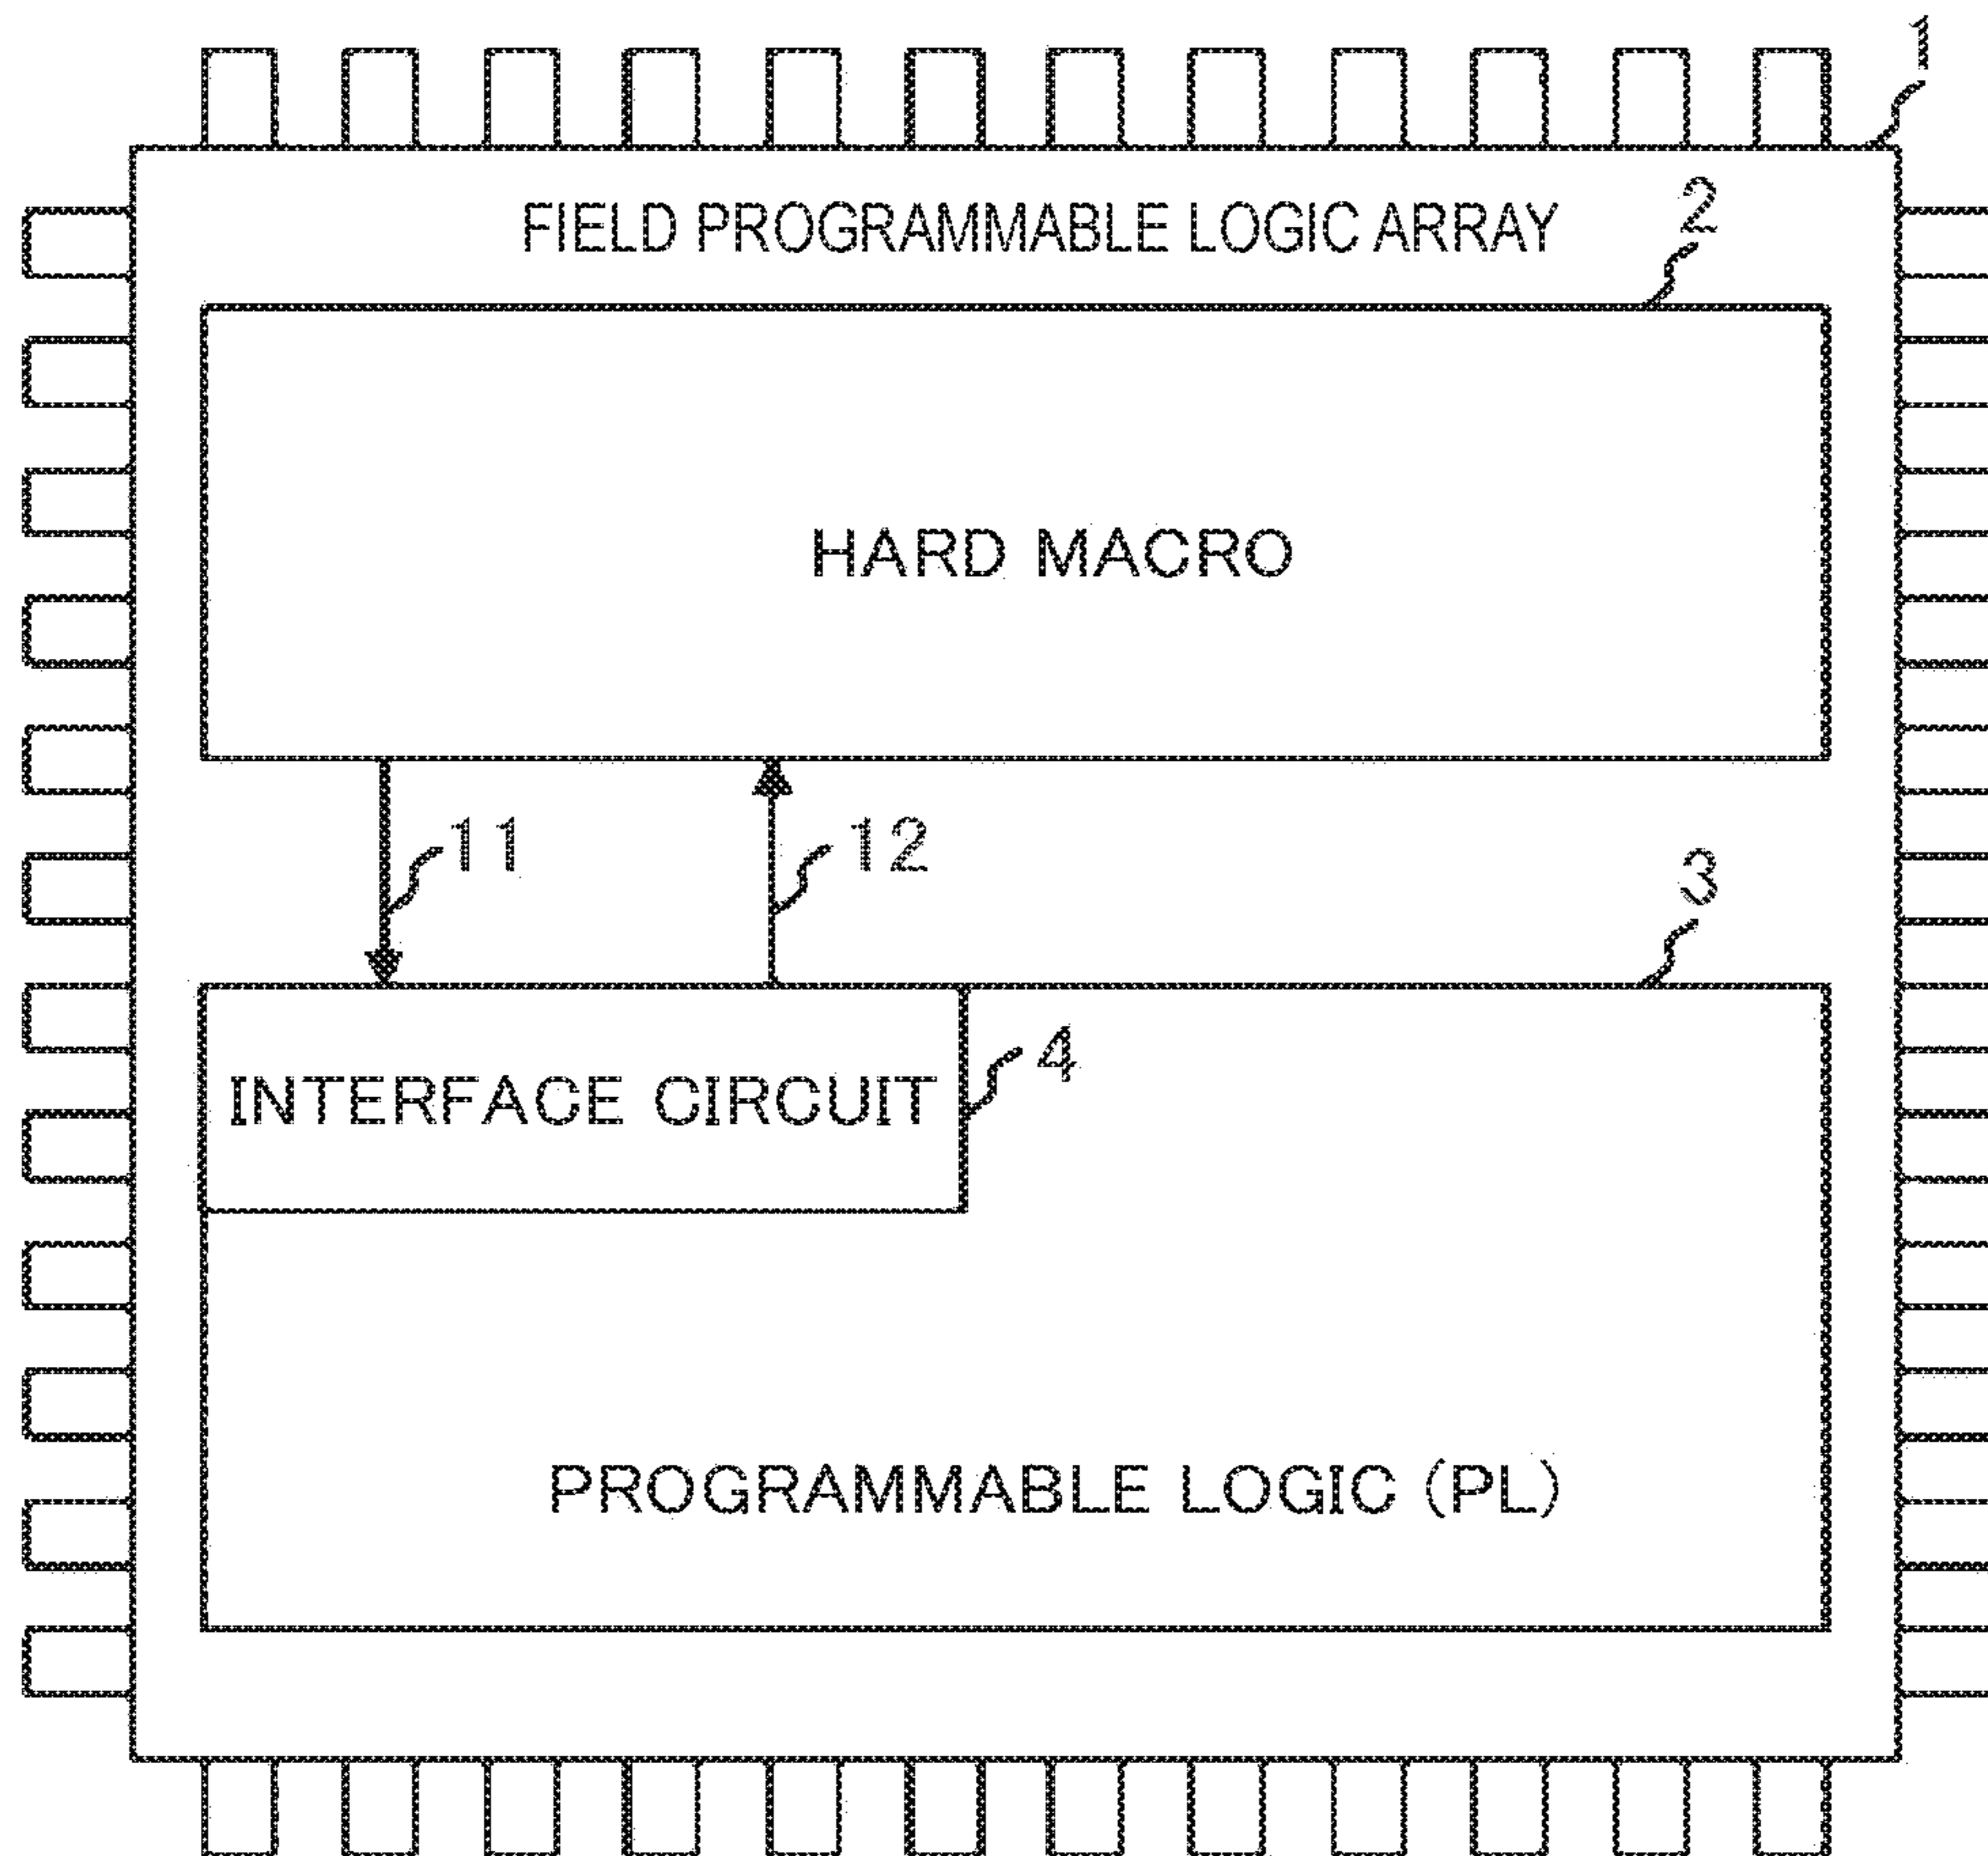 1
FIELD PROGRAMMABLE LOGIC ARRAY
2
HARD MACRO
11
12
3
INTERFACE CIRCUIT
4
PROGRAMMABLE LOGIC (PL)